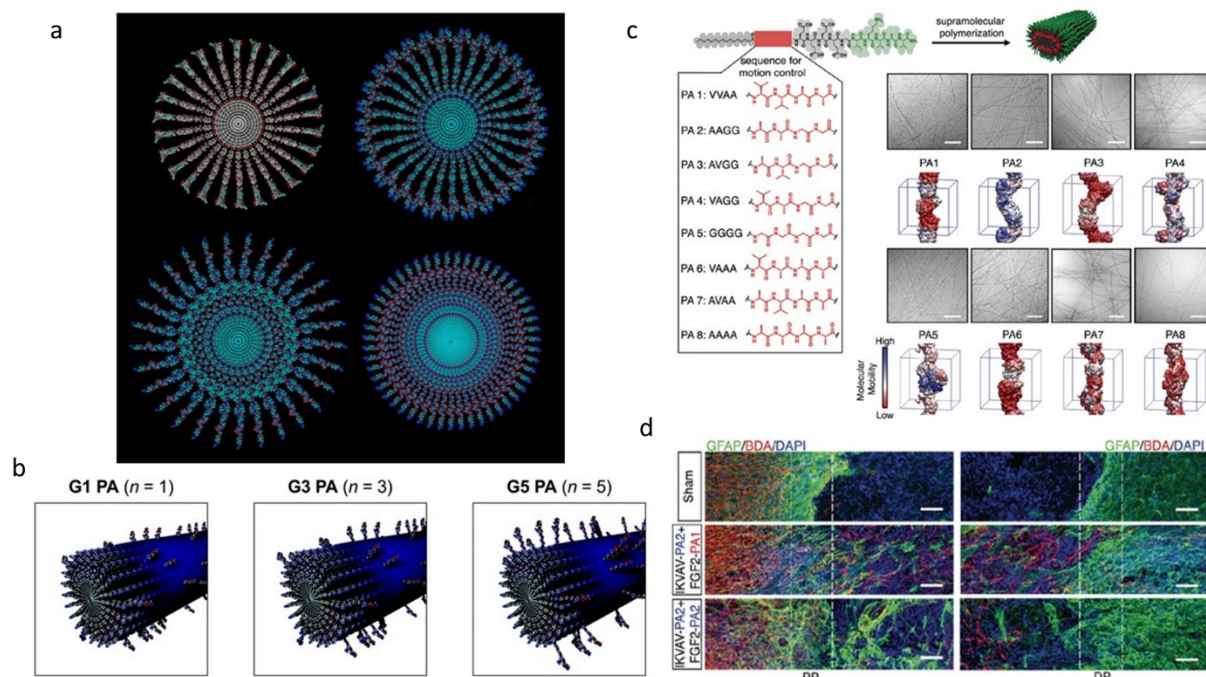 a
b
G1 PA (n = 1)
G3 PA (n = 3)
G5 PA (n = 5)
c
supramolecular
polymerization
sequence for
motion control
PA 1: VVAA
PA 2: AAGG
PA 3: AVGG
PA 4: VAGG
PA 5: GGGG
PA 6: VAAA
PA 7: AVAA
PA 8: AAAA
PA1
PA2
PA3
PA4
PA5
PA6
PA7
PA8
High
Molecular
Mobility
Low
d
GFAP/BDA/DAPI
GFAP/BDA/DAPI
Sham
IKVAV-PA2+
FGF2-PA1
IKVAV-PA2+
FGF2-PA2